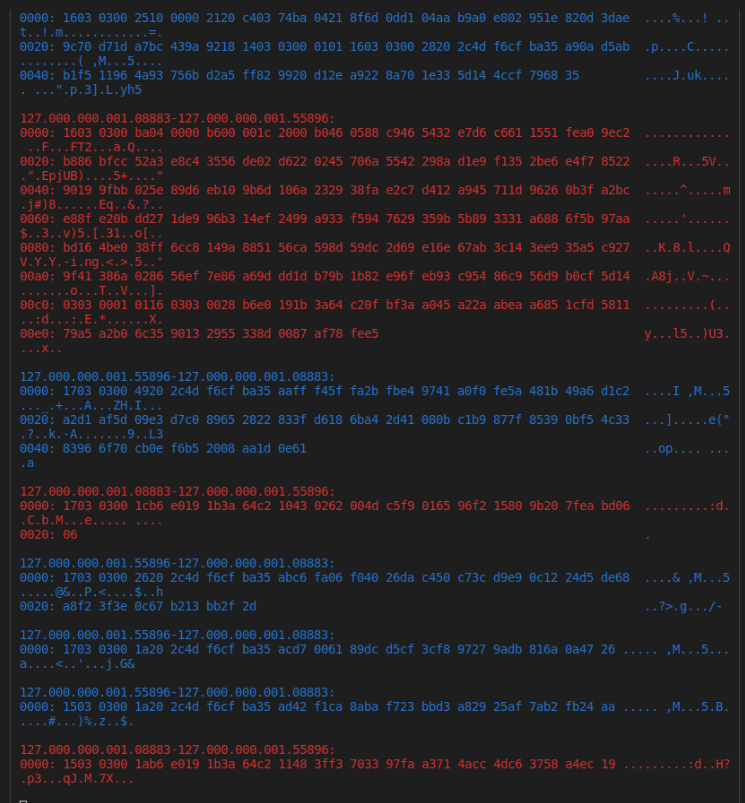 0000: 1603 0300 2510 0000 2120 c403 74ba 0421 8f6d 0dd1 04aa b9a0 e802 951e 820d 3dae  ....%...! ..
t..!.m............=.
0020: 9c70 d71d a7bc 439a 9218 1403 0300 0101 1603 0300 2820 2c4d f6cf ba35 a90a d5ab  .p....C.....
........( ,M...5....
0040: b1f5 1196 4a93 756b d2a5 ff82 9920 d12e a922 8a70 1e33 5d14 4ccf 7968 35         ....J.uk....
. ...".p.3].L.yh5
127.000.000.001.08883-127.000.000.001.55896:
0000: 1603 0300 ba04 0000 b600 001c 2000 b046 0588 c946 5432 e7d6 c661 1551 fea0 9ec2  ............
 ..F...FT2...a.Q....
0020: b886 bfcc 52a3 e8c4 3556 de02 d622 0245 706a 5542 298a d1e9 f135 2be6 e4f7 8522  ....R...5V..
.".EpjUB)....5+...."
0040: 9019 9fbb 025e 89d6 eb10 9b6d 106a 2329 38fa e2c7 d412 a945 711d 9626 0b3f a2bc  .....^.....m
.j#)8......Eq..&.?..
0060: e88f e20b dd27 1de9 96b3 14ef 2499 a933 f594 7629 359b 5b89 3331 a688 6f5b 97aa  .....'......
$..3..v)5.[.31..o[..
0080: bd16 4be0 38ff 6cc8 149a 8851 56ca 598d 59dc 2d69 e16e 67ab 3c14 3ee9 35a5 c927  ..K.8.l....Q
V.Y.Y.-i.ng.<.>.5..'
00a0: 9f41 386a 0286 56ef 7e86 a69d dd1d b79b 1b82 e96f eb93 c954 86c9 56d9 b0cf 5d14  .A8j..V.~...
.......o...T..V...].
00c0: 0303 0001 0116 0303 0028 b6e0 191b 3a64 c20f bf3a a045 a22a abea a685 1cfd 5811  .........(..
..:d...:.E.*......X.
00e0: 79a5 a2b0 6c35 9013 2955 338d 0087 af78 fee5                                     y...l5..)U3.
...x..
127.000.000.001.55896-127.000.000.001.08883:
0000: 1703 0300 4920 2c4d f6cf ba35 aaff f45f fa2b fbe4 9741 a0f0 fe5a 481b 49a6 d1c2  ....I ,M...5
..._.+...A...ZH.I...
0020: a2d1 af5d 09e3 d7c0 8965 2822 833f d618 6ba4 2d41 080b c1b9 877f 8539 0bf5 4c33  ...].....e("
.?..k.-A.......9..L3
0040: 8396 6f70 cb0e f6b5 2008 aa1d 0e61                                               ..op.... ...
.a
127.000.000.001.08883-127.000.000.001.55896:
0000: 1703 0300 1cb6 e019 1b3a 64c2 1043 0262 004d c5f9 0165 96f2 1580 9b20 7fea bd06  .........:d.
.C.b.M...e..... ....
0020: 06                                                                               .
127.000.000.001.55896-127.000.000.001.08883:
0000: 1703 0300 2620 2c4d f6cf ba35 abc6 fa06 f040 26da c450 c73c d9e9 0c12 24d5 de68  ....& ,M...5
.....@&..P.<....$..h
0020: a8f2 3f3e 0c67 b213 bb2f 2d                                                      ..?>.g.../-
127.000.000.001.55896-127.000.000.001.08883:
0000: 1703 0300 1a20 2c4d f6cf ba35 acd7 0061 89dc d5cf 3cf8 9727 9adb 816a 0a47 26 ..... ,M...5...
a....<..'...j.G&
127.000.000.001.55896-127.000.000.001.08883:
0000: 1503 0300 1a20 2c4d f6cf ba35 ad42 f1ca 8aba f723 bbd3 a829 25af 7ab2 fb24 aa ..... ,M...5.B.
....#...)%.z..$.
127.000.000.001.08883-127.000.000.001.55896:
0000: 1503 0300 1ab6 e019 1b3a 64c2 1148 3ff3 7033 97fa a371 4acc 4dc6 3758 a4ec 19 .........:d..H?
.p3...qJ.M.7X...